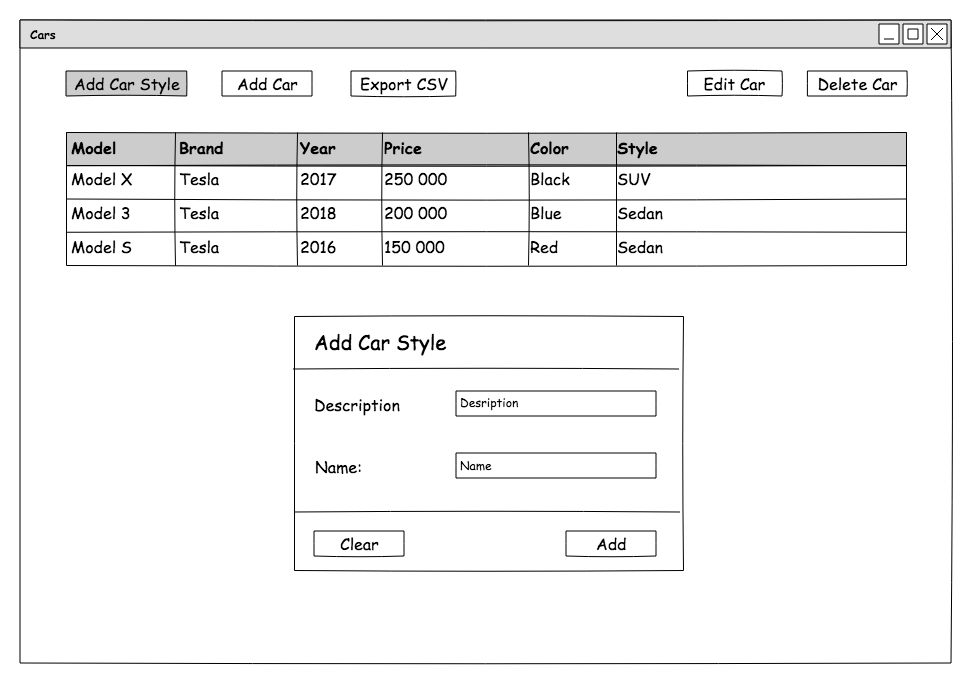 Cars
Add Car Style Add Car Export CSV Edit Car Delete Car
Model Brand Year Price Color Style
Model X Tesla 2017 250 000 Black SUV
Model 3 Tesla 2018 200 000 Blue Sedan
Model S Tesla 2016 150 000 Red Sedan
Add Car Style
Description Desription
Name: Name
Clear Add